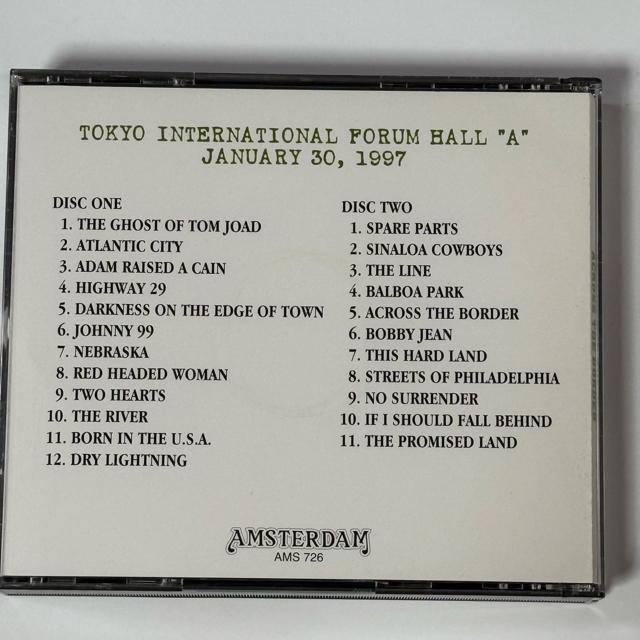 TOKYO INTERNATIONAL FORUM HALL "A"
JANUARY 30, 1997
DISC ONE
1. THE GHOST OF TOM JOAD
2. ATLANTIC CITY
3. ADAM RAISED A CAIN
4. HIGHWAY 29
5. DARKNESS ON THE EDGE OF TOWN
6. JOHNNY 99
7. NEBRASKA
8. RED HEADED WOMAN
9. TWO HEARTS
10. THE RIVER
11. BORN IN THE U.S.A.
12. DRY LIGHTNING
DISC TWO
1. SPARE PARTS
2. SINALOA COWBOYS
3. THE LINE
4. BALBOA PARK
5. ACROSS THE BORDER
6. BOBBY JEAN
7. THIS HARD LAND
8. STREETS OF PHILADELPHIA
9. NO SURRENDER
10. IF I SHOULD FALL BEHIND
11. THE PROMISED LAND
AMSTERDAM
AMS 726
ACROSS THE BORDER